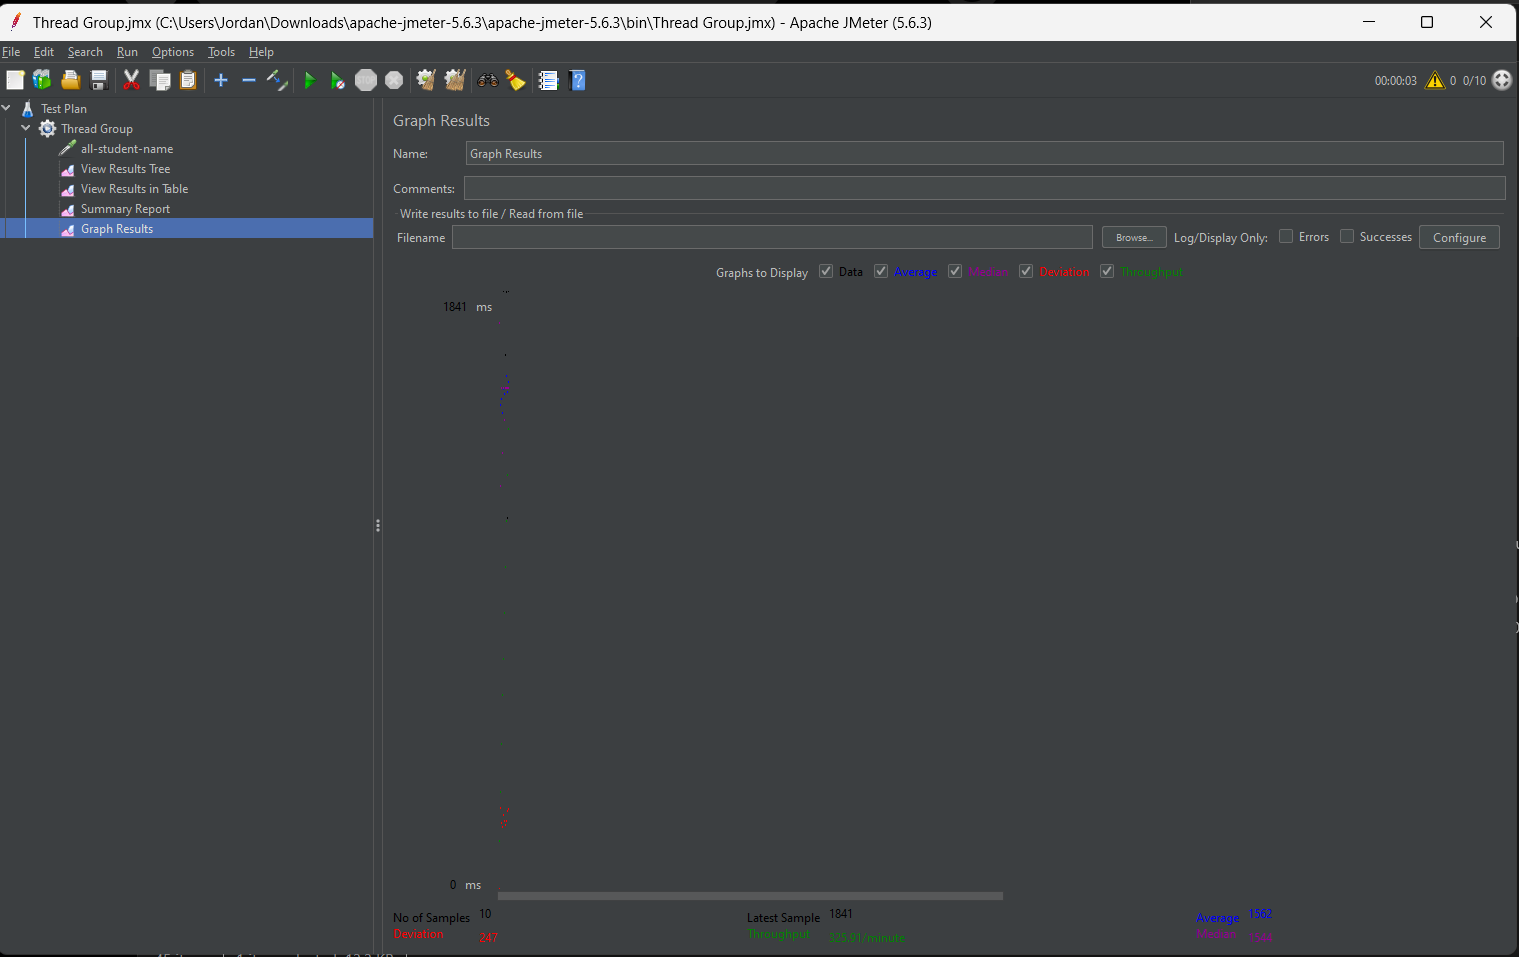 Thread Group.jmx (C:\Users\Jordan\Downloads\apache-jmeter-5.6.3\apache-jmeter-5.6.3\bin\Thread Group.jmx) - Apache JMeter (5.6.3)
File Edit Search Run Options Tools Help
STOP 00:00:03 0 0/10
Test Plan
Thread Group
all-student-name
View Results Tree
View Results in Table
Summary Report
Graph Results
Graph Results
Name: Graph Results
Comments:
Write results to file / Read from file
Filename Browse... Log/Display Only: Errors Successes Configure
Graphs to Display Data Average Median Deviation Throughput
1841 ms
0 ms
No of Samples 10 Latest Sample 1841 Average 1562
Deviation 247 Throughput 325.91/minute Median